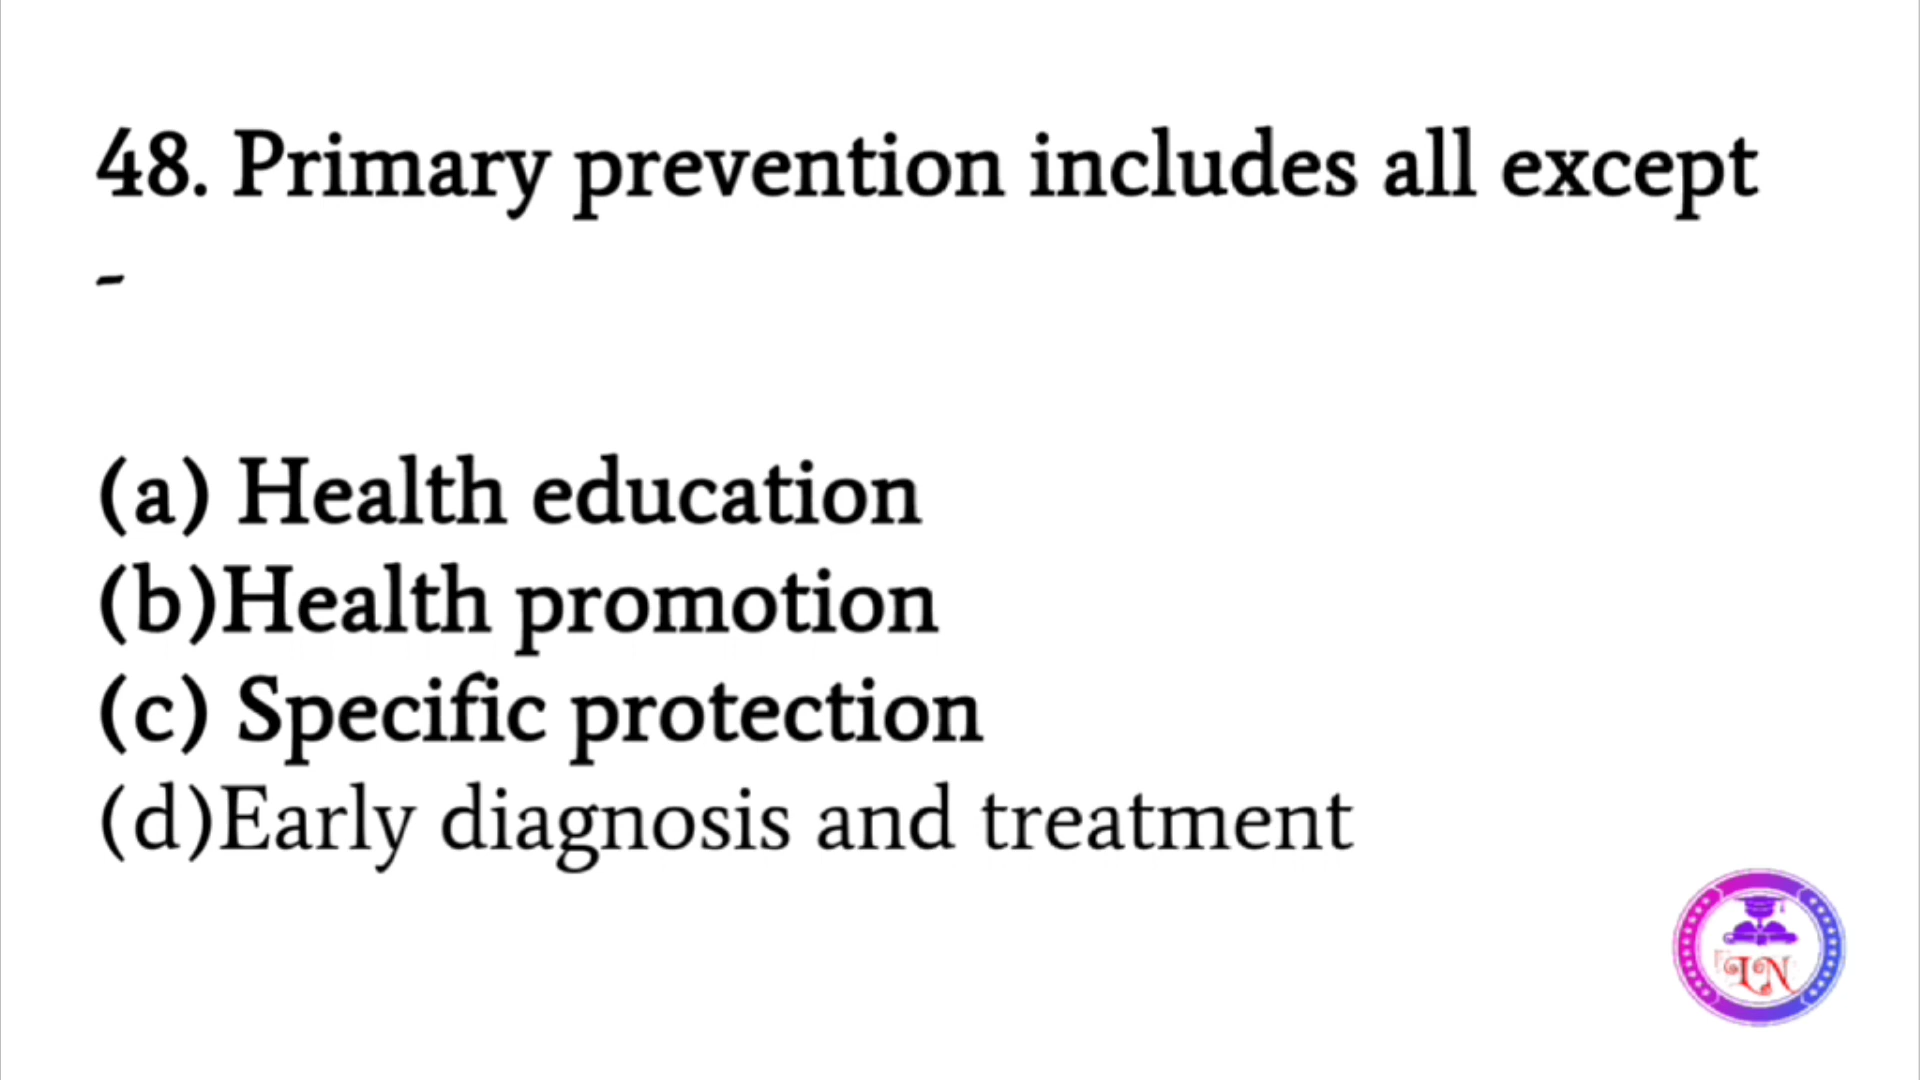 48. Primary prevention includes all except
-
(a) Health education
(b)Health promotion
(c) Specific protection
(d)Early diagnosis and treatment
LN